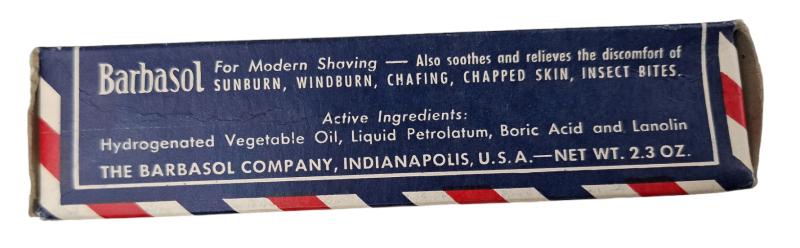 Barbasol For Modern Shaving — Also soothes and relieves the discomfort of
SUNBURN, WINDBURN, CHAFING, CHAPPED SKIN, INSECT BITES.
Active Ingredients:
Hydrogenated Vegetable Oil, Liquid Petrolatum, Boric Acid and Lanolin
THE BARBASOL COMPANY, INDIANAPOLIS, U.S.A.—NET WT. 2.3 OZ.